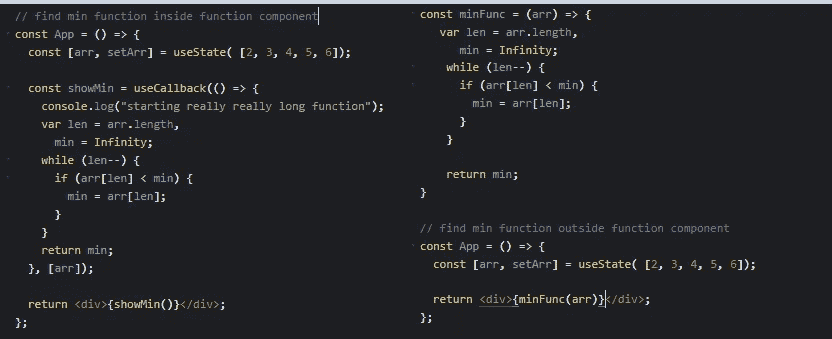 // find min function inside function component
const App = () => {
  const [arr, setArr] = useState( [2, 3, 4, 5, 6]);

  const showMin = useCallback(() => {
    console.log("starting really really long function");
    var len = arr.length,
      min = Infinity;
    while (len--) {
      if (arr[len] < min) {
        min = arr[len];
      }
    }
    return min;
  }, [arr]);

  return <div>{showMin()}</div>;
};

const minFunc = (arr) => {
   var len = arr.length,
      min = Infinity;
    while (len--) {
      if (arr[len] < min) {
        min = arr[len];
      }
    }

    return min;
}

// find min function outside function component
const App = () => {
  const [arr, setArr] = useState( [2, 3, 4, 5, 6]);

  return <div>{minFunc(arr)}</div>;
};